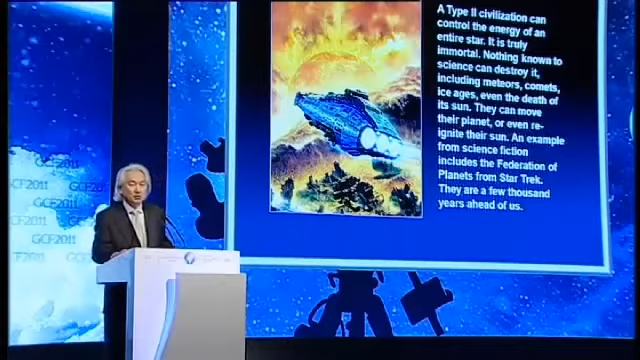 A Type II civilization can
control the energy of an
entire star. It is truly
immortal. Nothing known to
science can destroy it,
including meteors, comets,
ice ages, even the death of
its sun. They can move
their planet, or even re-
ignite their sun. An example
from science fiction
includes the Federation of
Planets from Star Trek.
They are a few thousand
years ahead of us.
GCF2011
GCF2011
GCF2011
GCF2011